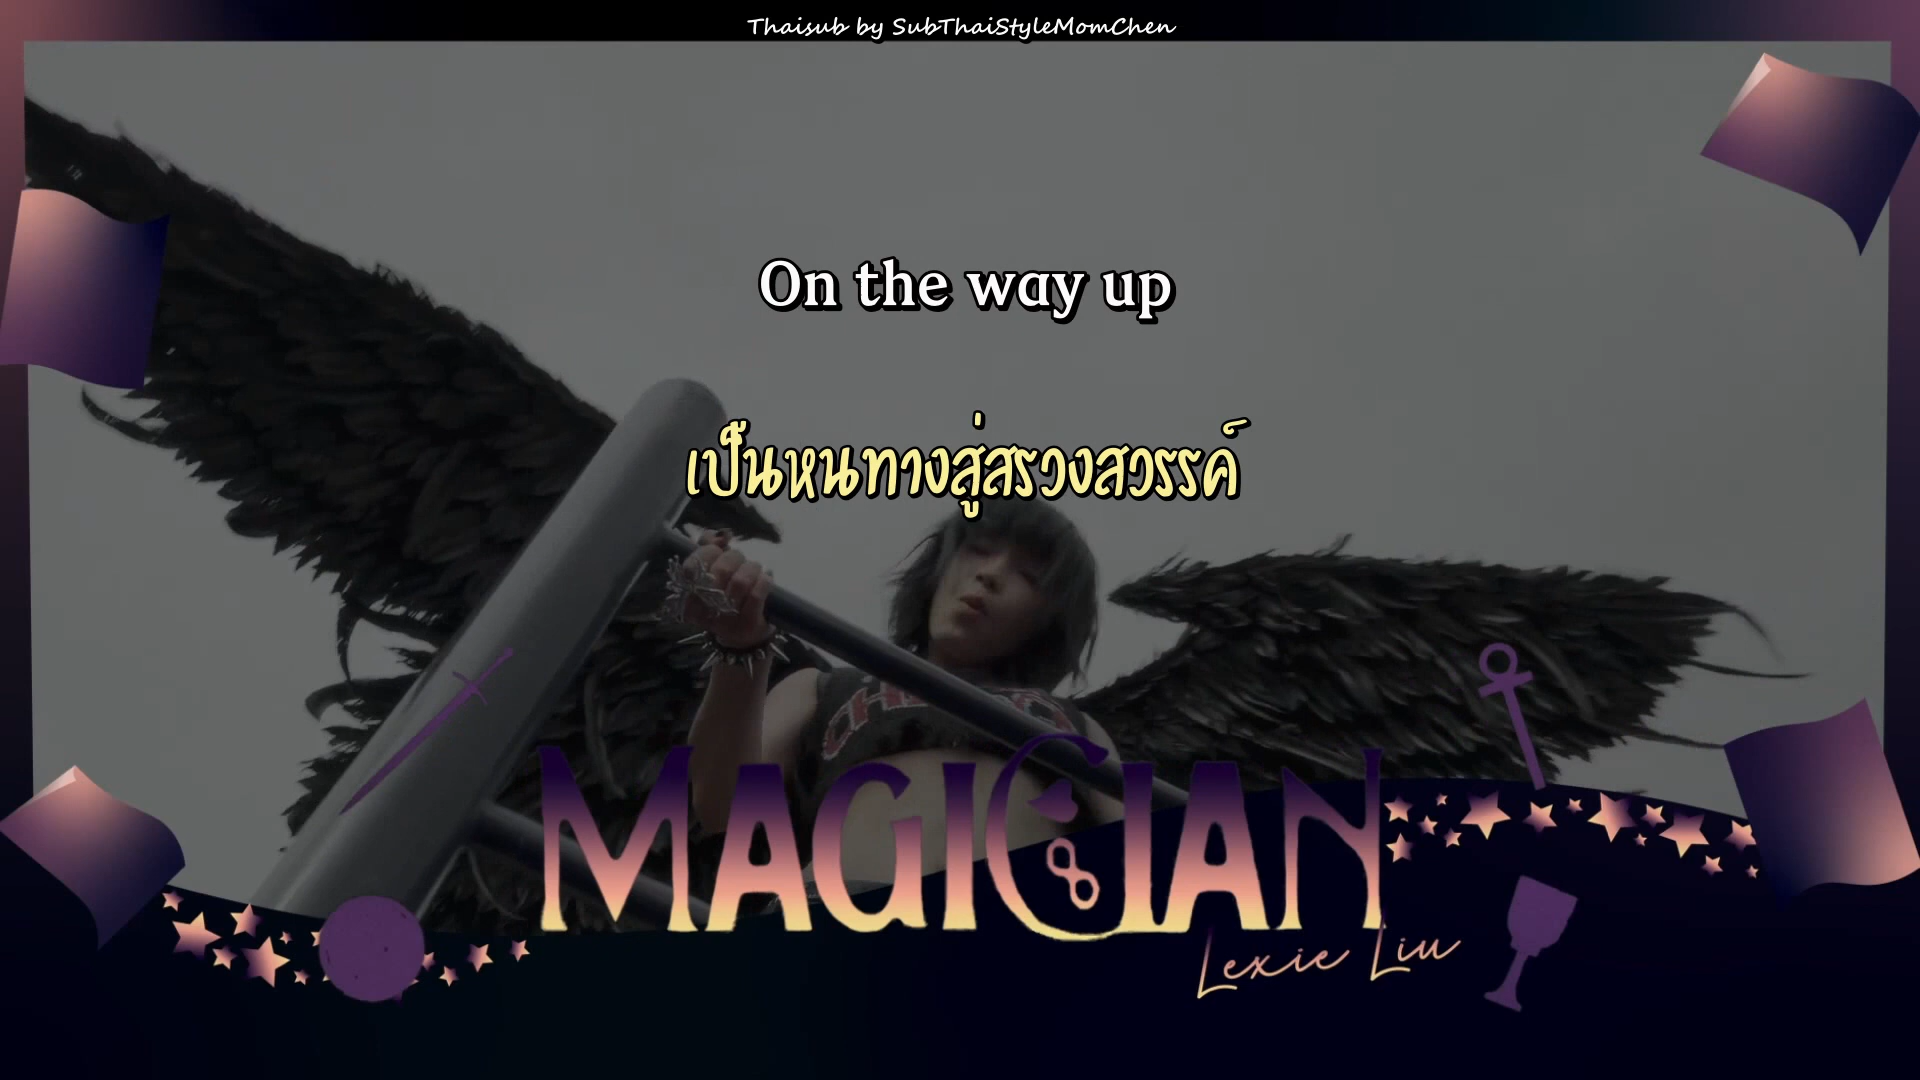 Thaisub by SubThaiStyleMomChen
On the way up
เป็นหนทางสู่สรวงสวรรค์
MAGICIAN
Lexie Liu